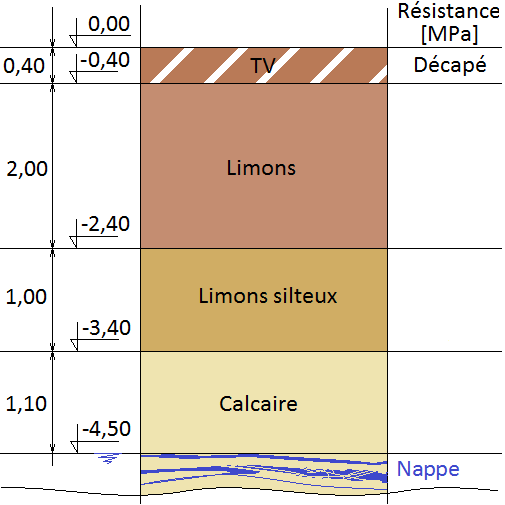 Résistance
[MPa]
0,00
0,40
-0,40
TV
Décapé
2,00
Limons
-2,40
1,00
Limons silteux
-3,40
1,10
Calcaire
-4,50
Nappe